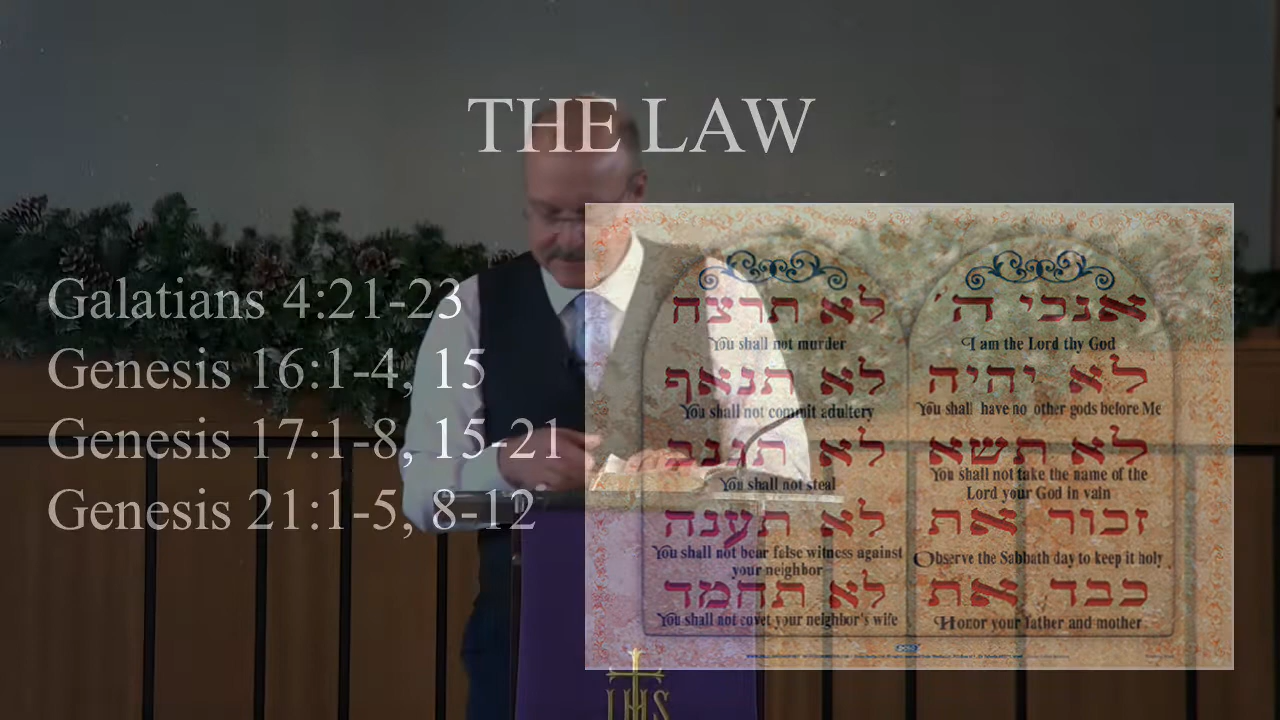 THE LAW
Galatians 4:21-23
Genesis 16:1-4, 15
Genesis 17:1-8, 15-21
Genesis 21:1-5, 8-12
אנכי ה'
I am the Lord thy God
לא יהיה
You shall have no other gods before Me
לא תשא
You shall not take the name of the
Lord your God in vain
זכור את
Observe the Sabbath day to keep it holy
כבד את
Honor your father and mother
לא תרצח
You shall not murder
לא תנאף
You shall not commit adultery
לא תגנב
You shall not steal
לא תענה
You shall not bear false witness against
your neighbor
לא תחמד
You shall not covet your neighbor's wife
IHS